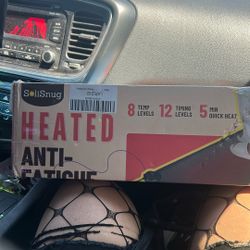 SoliSnug
HEATED
ANTI-
FATIGUE
8 TEMP LEVELS 12 TIMING LEVELS 5 MIN QUICK HEAT